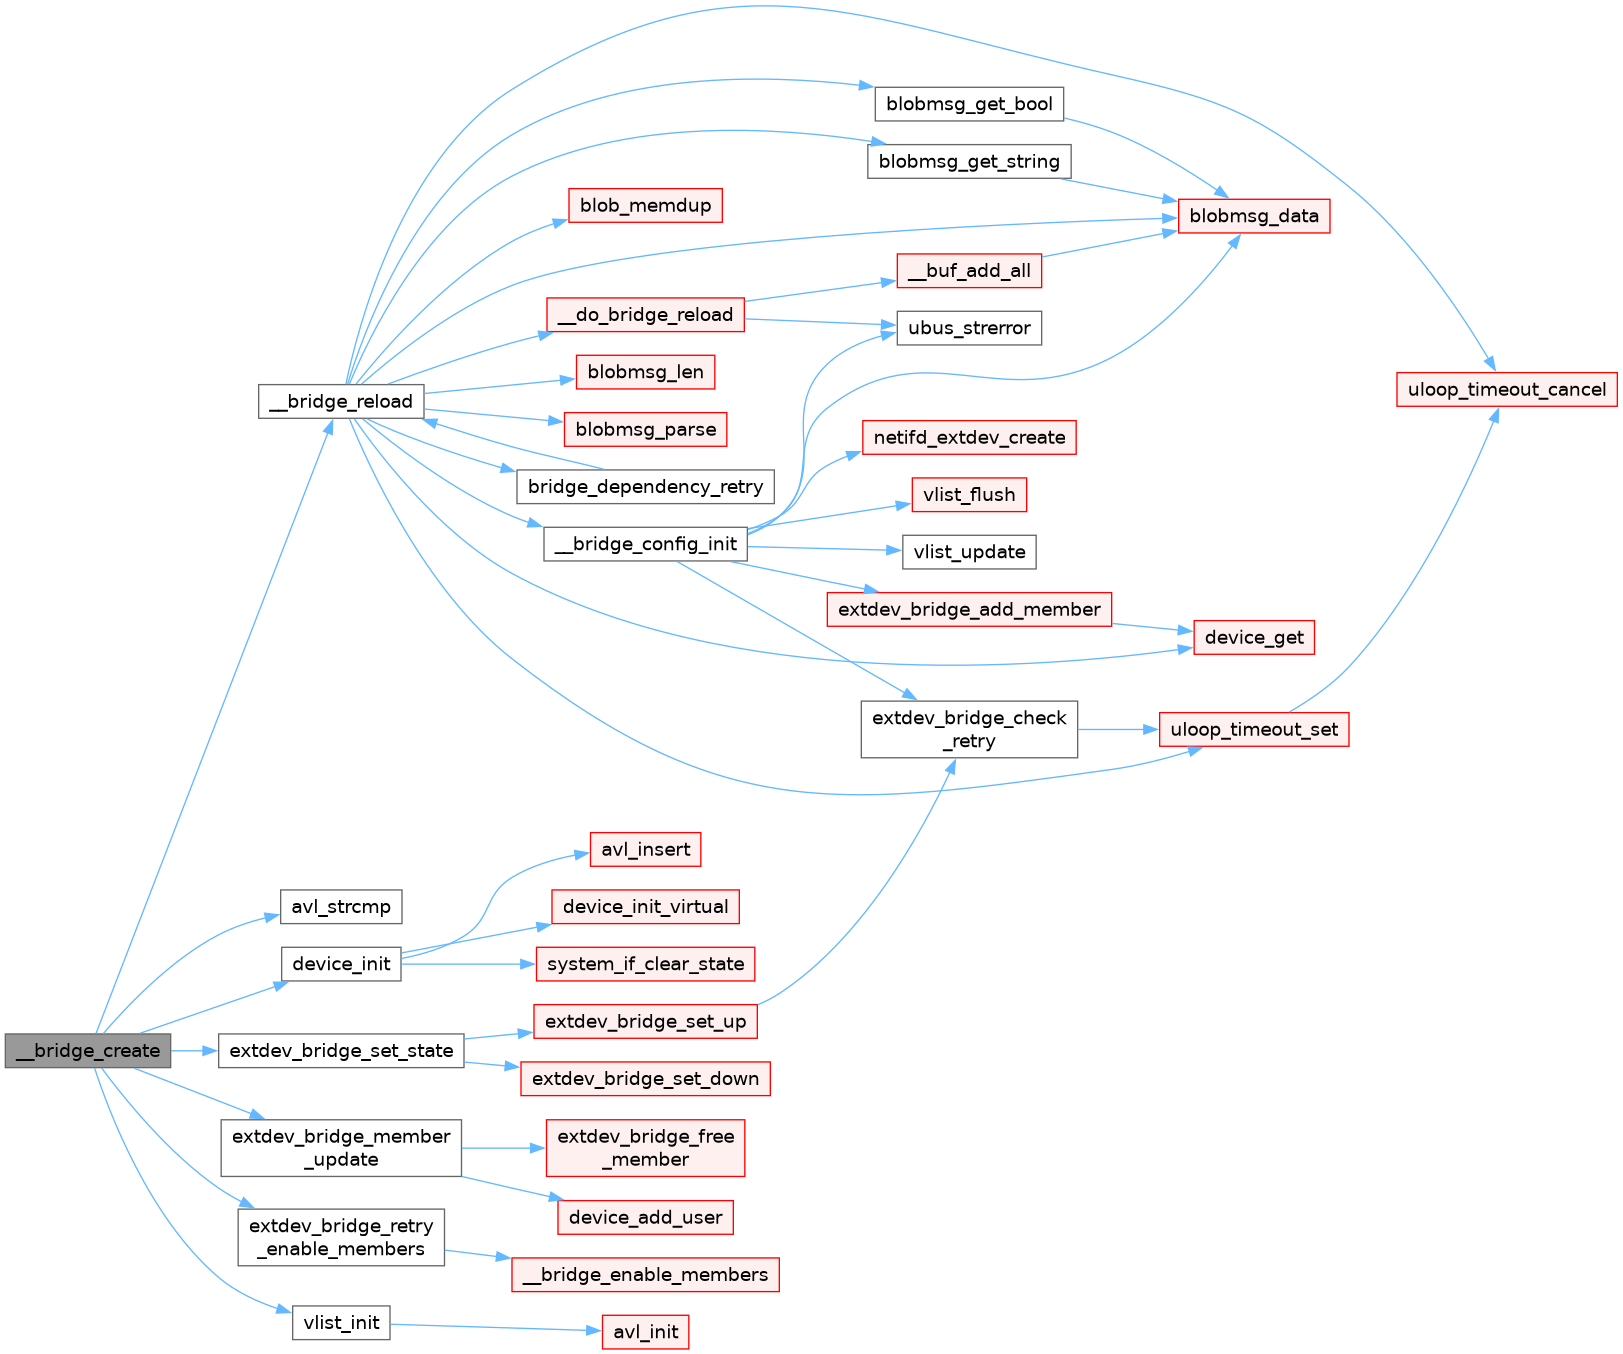 blobmsg_get_bool
blobmsg_get_string
blob_memdup
blobmsg_data
__buf_add_all
__do_bridge_reload
ubus_strerror
blobmsg_len
uloop_timeout_cancel
__bridge_reload
blobmsg_parse
netifd_extdev_create
bridge_dependency_retry
vlist_flush
__bridge_config_init
vlist_update
extdev_bridge_add_member
device_get
extdev_bridge_check
_retry
uloop_timeout_set
avl_insert
avl_strcmp
device_init_virtual
device_init
system_if_clear_state
extdev_bridge_set_up
__bridge_create
extdev_bridge_set_state
extdev_bridge_set_down
extdev_bridge_member
_update
extdev_bridge_free
_member
device_add_user
extdev_bridge_retry
_enable_members
__bridge_enable_members
vlist_init
avl_init